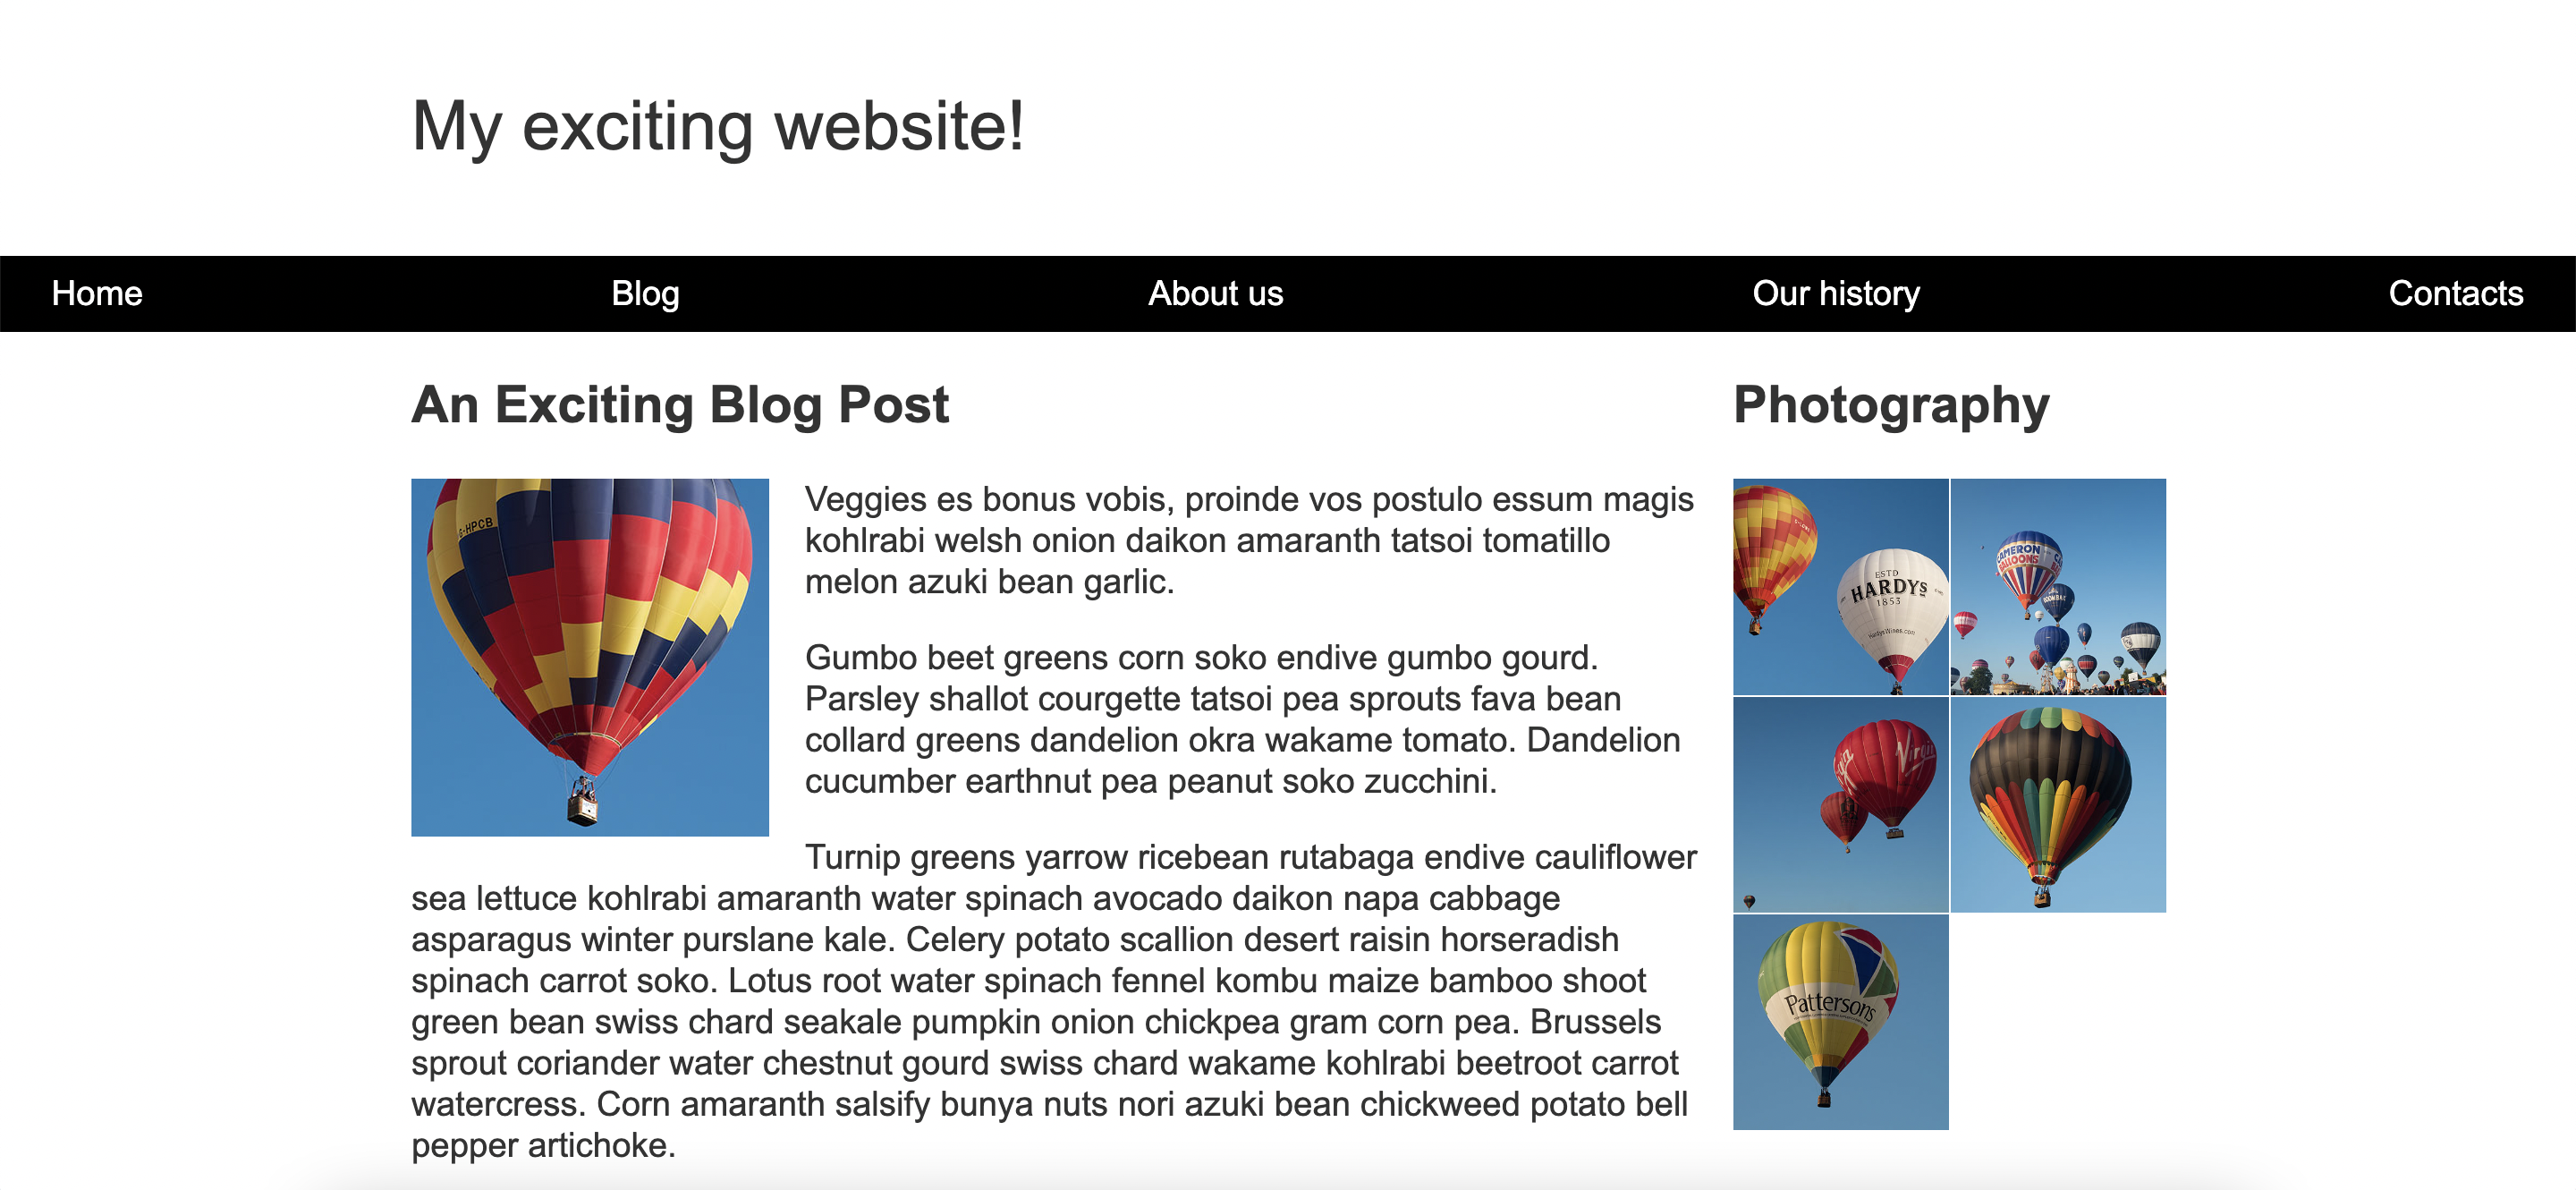 My exciting website!
Home
Blog
About us
Our history
Contacts
An Exciting Blog Post
G-HPCB
Veggies es bonus vobis, proinde vos postulo essum magis
kohlrabi welsh onion daikon amaranth tatsoi tomatillo
melon azuki bean garlic.
Gumbo beet greens corn soko endive gumbo gourd.
Parsley shallot courgette tatsoi pea sprouts fava bean
collard greens dandelion okra wakame tomato. Dandelion
cucumber earthnut pea peanut soko zucchini.
Turnip greens yarrow ricebean rutabaga endive cauliflower
sea lettuce kohlrabi amaranth water spinach avocado daikon napa cabbage
asparagus winter purslane kale. Celery potato scallion desert raisin horseradish
spinach carrot soko. Lotus root water spinach fennel kombu maize bamboo shoot
green bean swiss chard seakale pumpkin onion chickpea gram corn pea. Brussels
sprout coriander water chestnut gourd swiss chard wakame kohlrabi beetroot carrot
watercress. Corn amaranth salsify bunya nuts nori azuki bean chickweed potato bell
pepper artichoke.
Photography
ESTD
HARDYS
1853
HardysWines.com
CAMERON
BALLOONS
Virgin
Pattersons